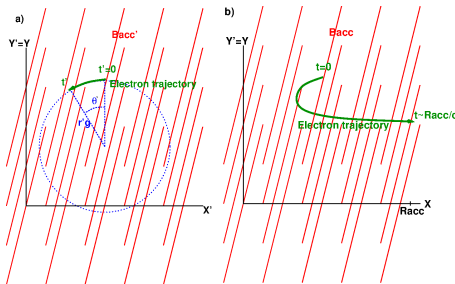 a)
Bacc'
Y'=Y
t'=0
t'
Electron trajectory
θ'
r'g
X'
b)
Bacc
Y'=Y
t=0
t~Racc/c
Electron trajectory
X
Racc